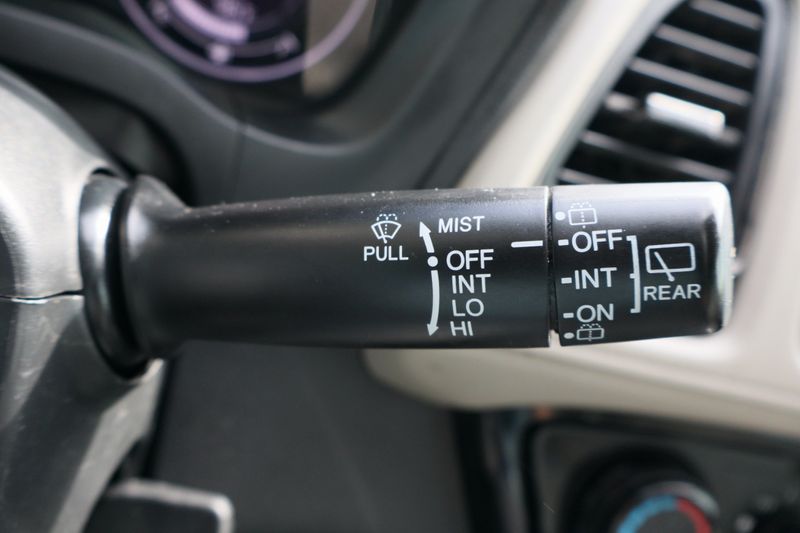 PULL
MIST
OFF
INT
LO
HI
OFF
INT
ON
REAR